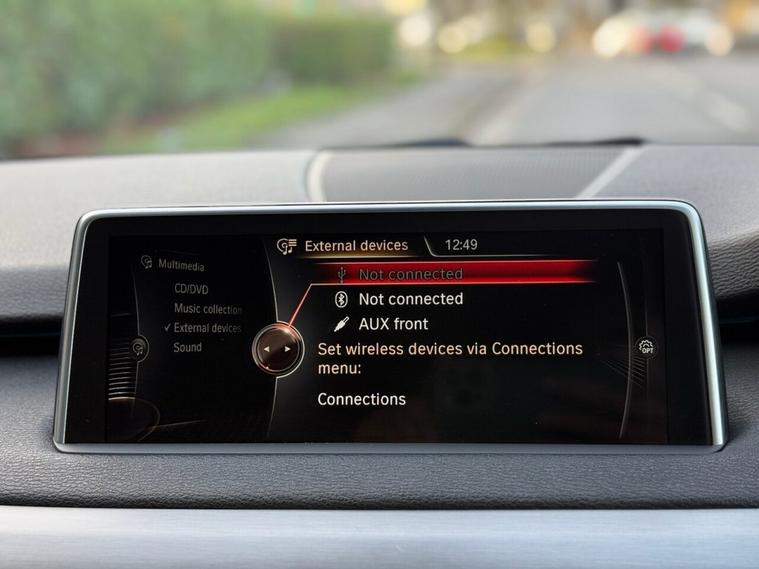 External devices
12:49
Multimedia
CD/DVD
Music collection
External devices
Sound
Not connected
Not connected
AUX front
Set wireless devices via Connections
menu:
Connections
OPT